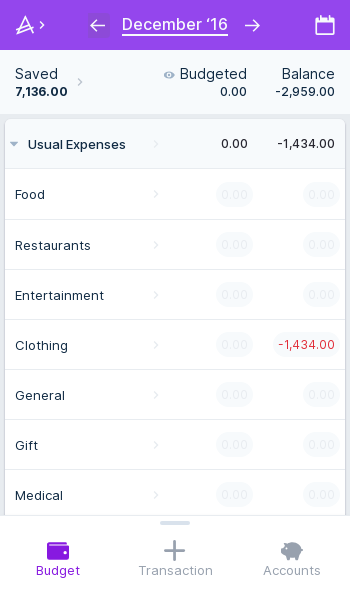 December ‘16
Saved Budgeted Balance
7,136.00 0.00 -2,959.00
Usual Expenses 0.00 -1,434.00
Food 0.00 0.00
Restaurants 0.00 0.00
Entertainment 0.00 0.00
Clothing 0.00 -1,434.00
General 0.00 0.00
Gift 0.00 0.00
Medical 0.00 0.00
Budget Transaction Accounts